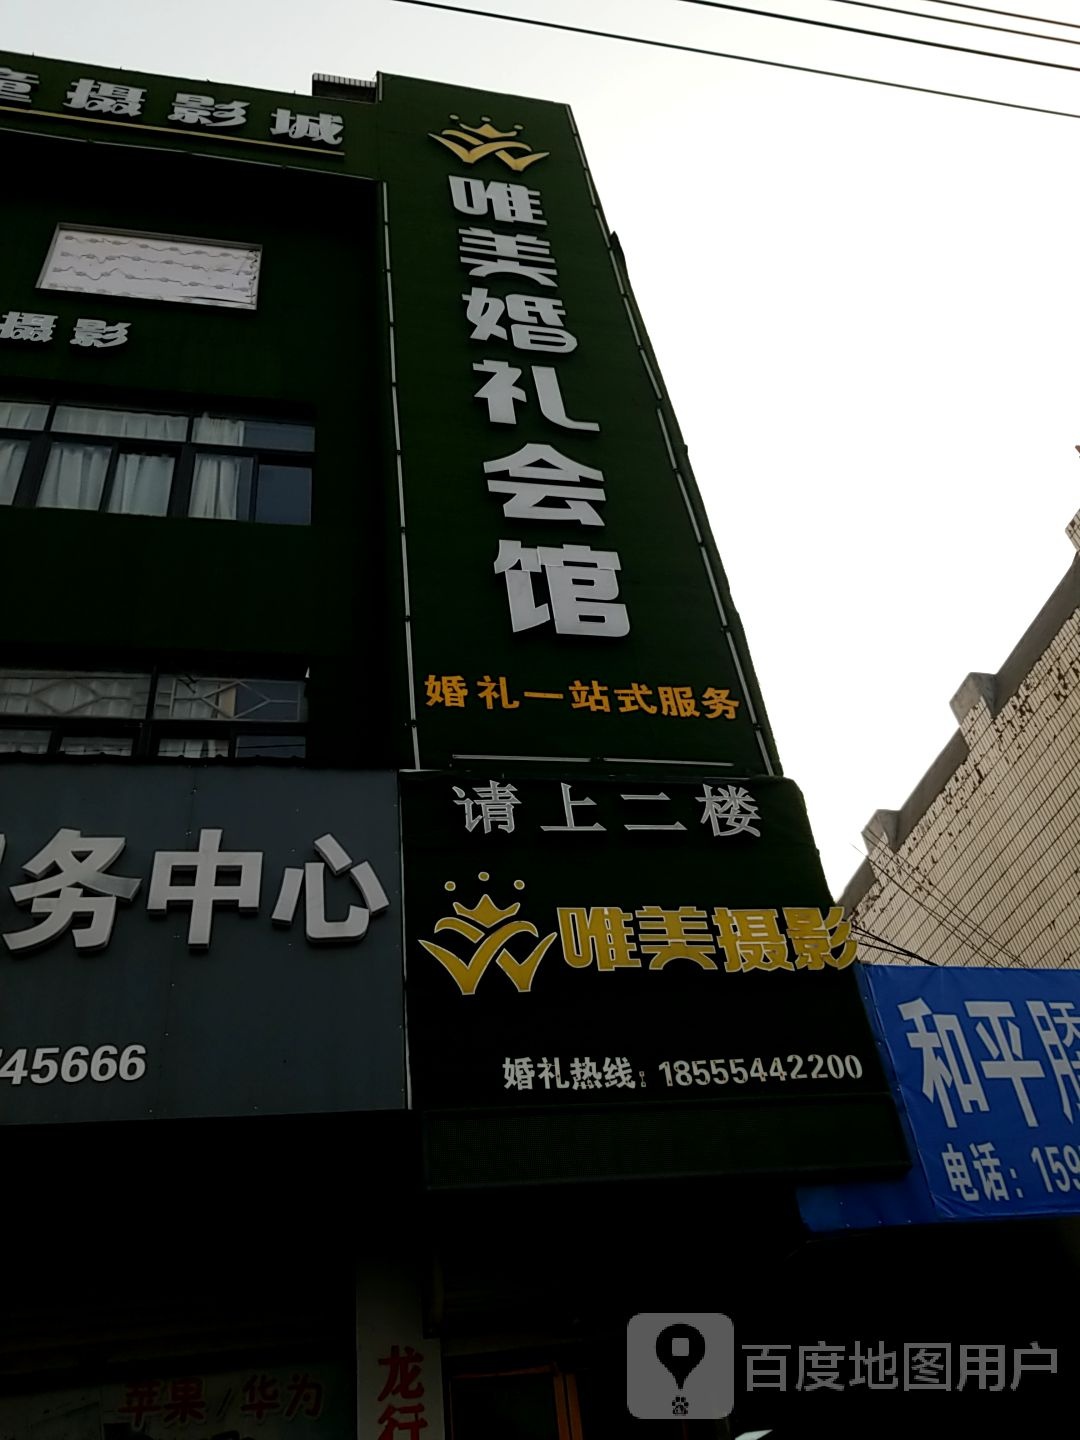 童摄影城
唯美婚礼会馆
摄影
婚礼一站式服务
请上二楼
务中心
唯美摄影
45666
婚礼热线：18555442200
和平
电话：159
苹果/华为
龙行
百度地图用户